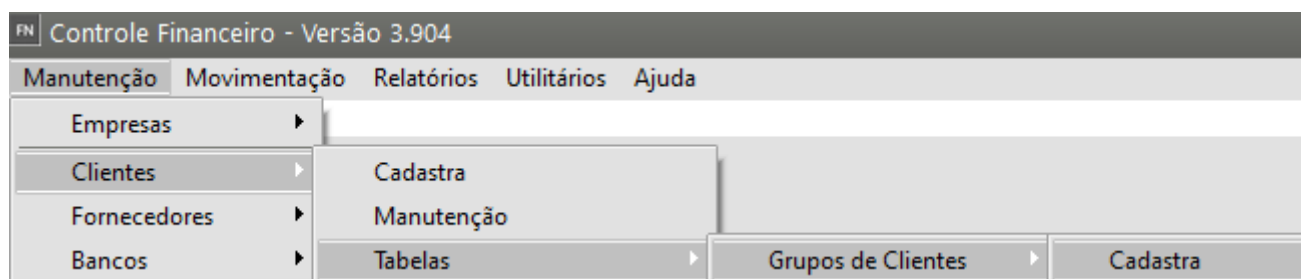 FN Controle Financeiro - Versão 3.904
Manutenção Movimentação Relatórios Utilitários Ajuda
Empresas
Clientes Cadastra
Fornecedores Manutenção
Bancos Tabelas Grupos de Clientes Cadastra